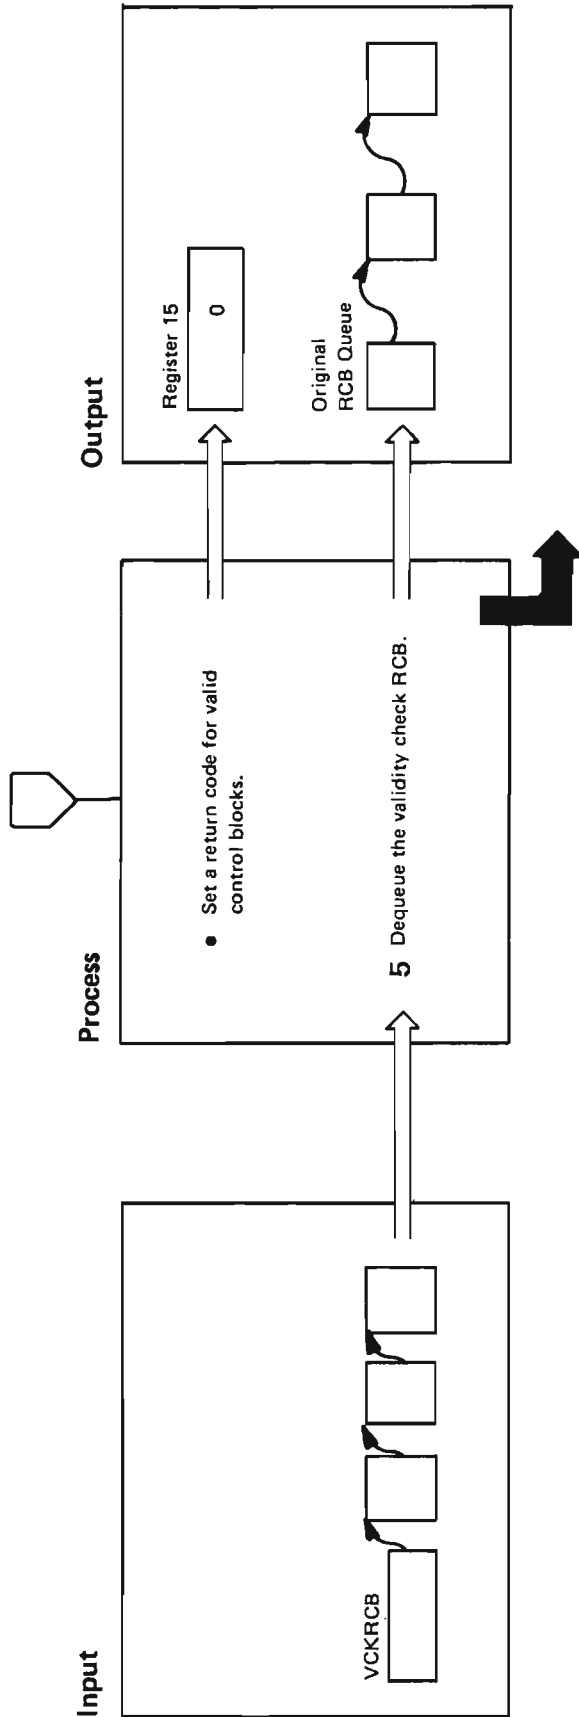 Input
VCKRCB
Process
● Set a return code for valid
control blocks.
5 Dequeue the validity check RCB.
Output
Register 15
0
Original
RCB Queue